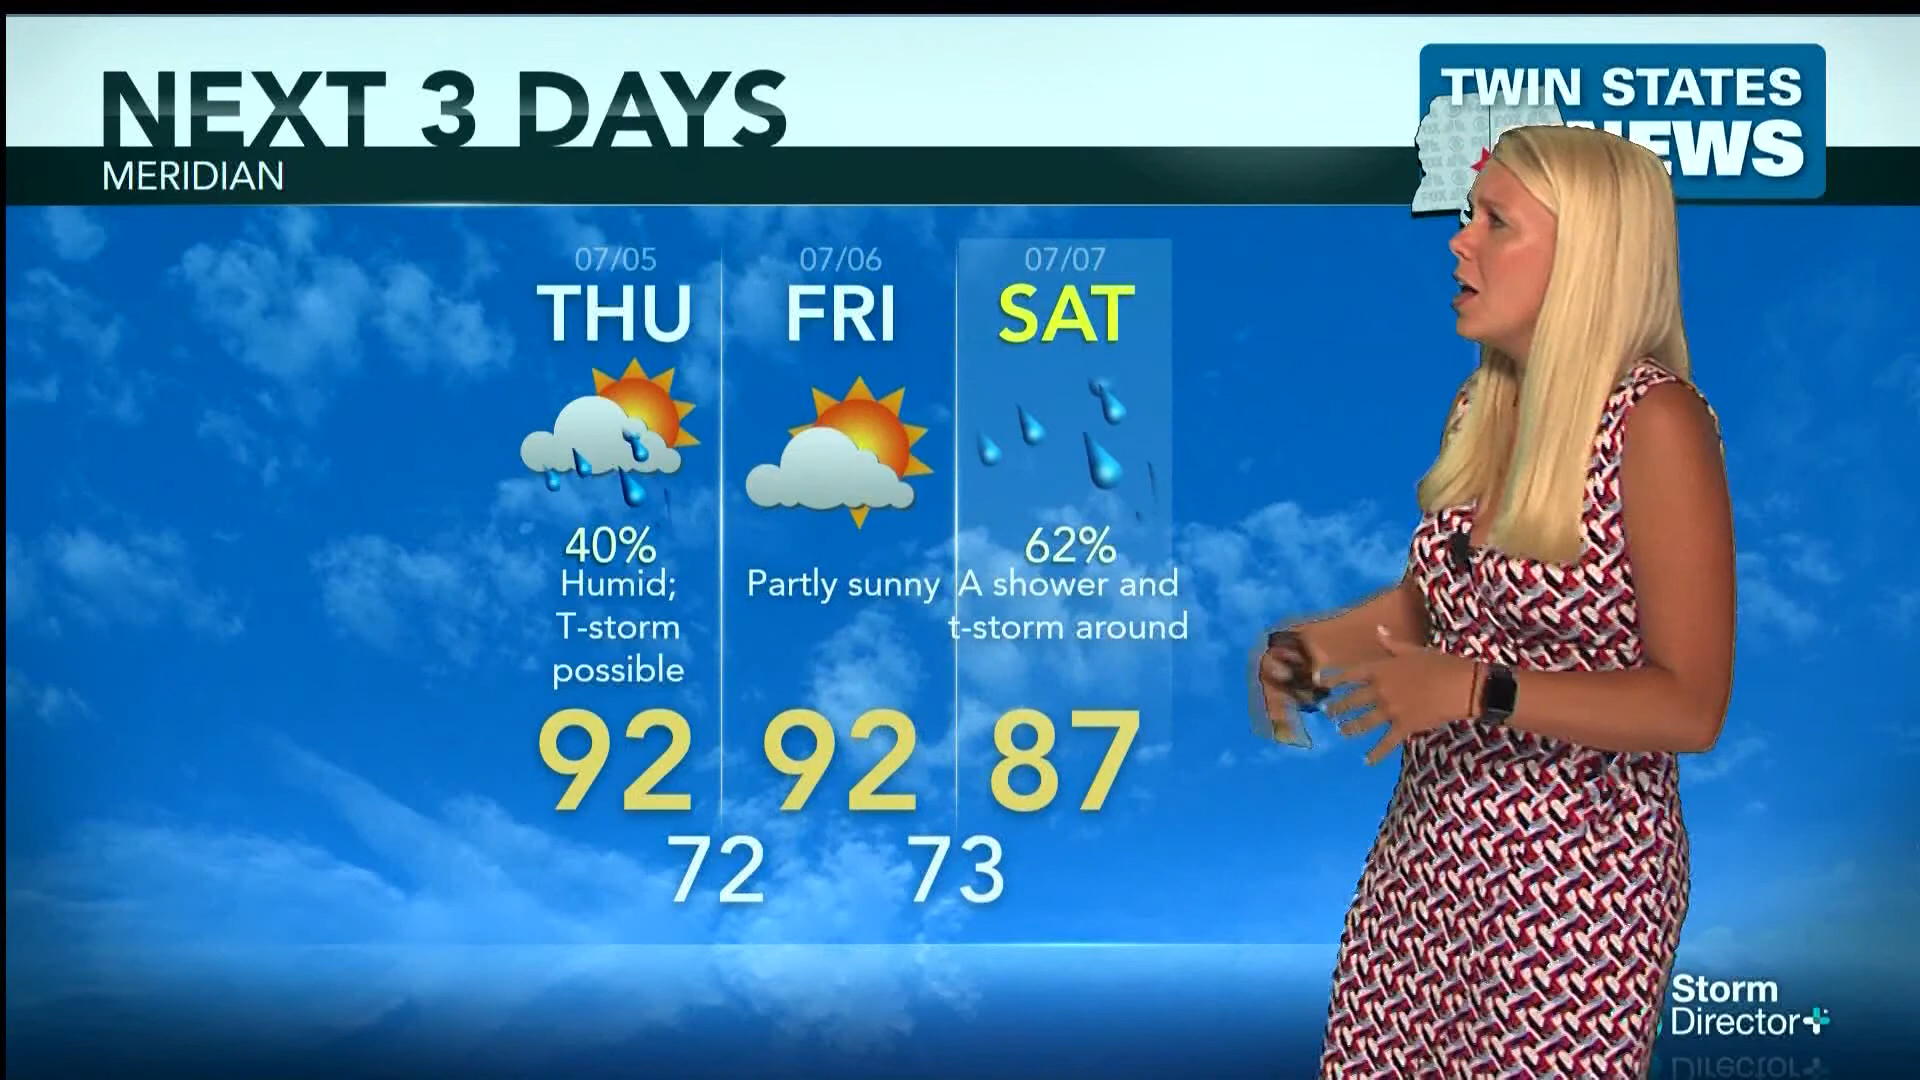 NEXT 3 DAYS
MERIDIAN
TWIN STATES
NEWS
07/05
THU
40%
Humid;
T-storm
possible
92
07/06
FRI
Partly sunny
92
07/07
SAT
62%
A shower and
t-storm around
87
72
73
Storm
Director+